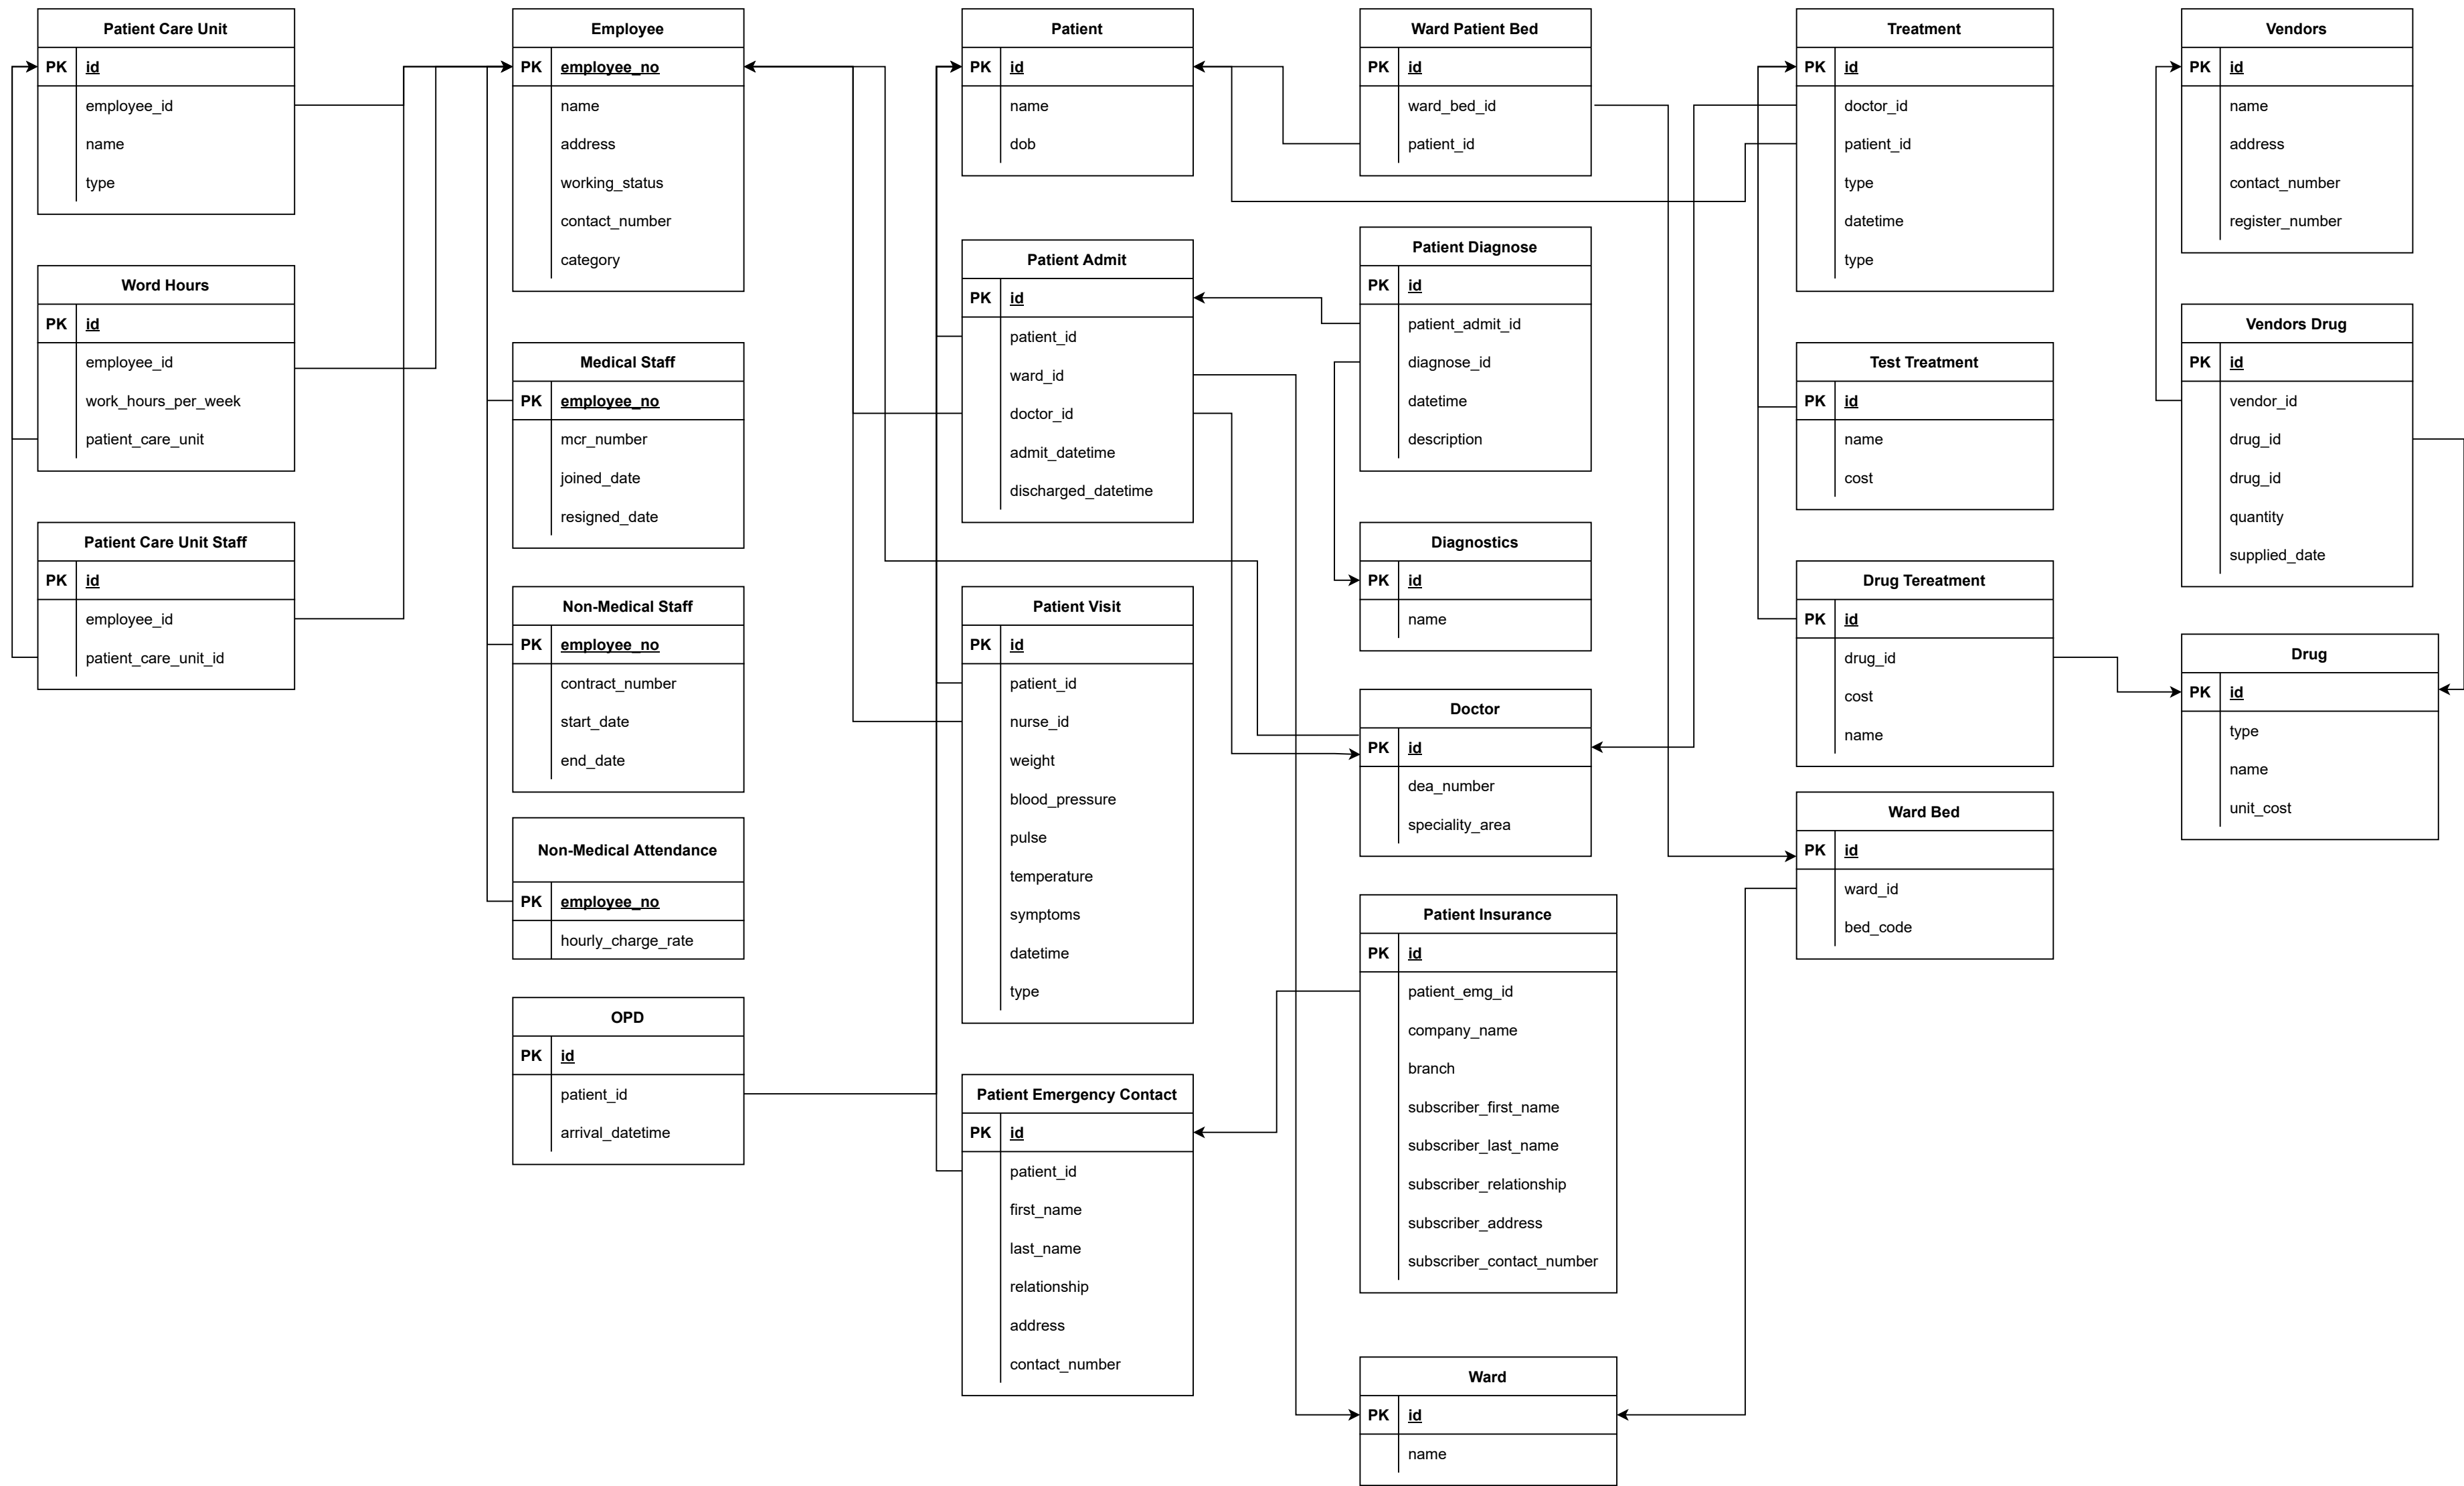 Patient Care Unit
PK id
employee_id
name
type
Word Hours
PK id
employee_id
work_hours_per_week
patient_care_unit
Patient Care Unit Staff
PK id
employee_id
patient_care_unit_id
Employee
PK employee_no
name
address
working_status
contact_number
category
Medical Staff
PK employee_no
mcr_number
joined_date
resigned_date
Non-Medical Staff
PK employee_no
contract_number
start_date
end_date
Non-Medical Attendance
PK employee_no
hourly_charge_rate
OPD
PK id
patient_id
arrival_datetime
Patient
PK id
name
dob
Patient Admit
PK id
patient_id
ward_id
doctor_id
admit_datetime
discharged_datetime
Patient Visit
PK id
patient_id
nurse_id
weight
blood_pressure
pulse
temperature
symptoms
datetime
type
Patient Emergency Contact
PK id
patient_id
first_name
last_name
relationship
address
contact_number
Ward Patient Bed
PK id
ward_bed_id
patient_id
Patient Diagnose
PK id
patient_admit_id
diagnose_id
datetime
description
Diagnostics
PK id
name
Doctor
PK id
dea_number
speciality_area
Patient Insurance
PK id
patient_emg_id
company_name
branch
subscriber_first_name
subscriber_last_name
subscriber_relationship
subscriber_address
subscriber_contact_number
Ward
PK id
name
Treatment
PK id
doctor_id
patient_id
type
datetime
type
Test Treatment
PK id
name
cost
Drug Tereatment
PK id
drug_id
cost
name
Ward Bed
PK id
ward_id
bed_code
Vendors
PK id
name
address
contact_number
register_number
Vendors Drug
PK id
vendor_id
drug_id
drug_id
quantity
supplied_date
Drug
PK id
type
name
unit_cost